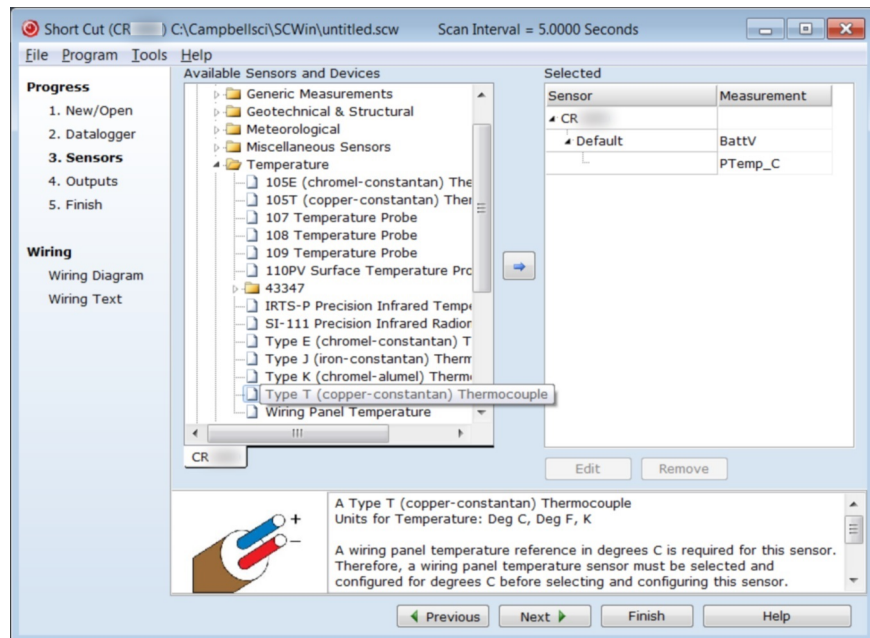 Short Cut (CR ) C:\Campbellsci\SCWin\untitled.scw Scan Interval = 5.0000 Seconds
File Program Tools Help
Progress
1. New/Open
2. Datalogger
3. Sensors
4. Outputs
5. Finish
Wiring
Wiring Diagram
Wiring Text
Available Sensors and Devices
Generic Measurements
Geotechnical & Structural
Meteorological
Miscellaneous Sensors
Temperature
105E (chromel-constantan) The
105T (copper-constantan) Ther
107 Temperature Probe
108 Temperature Probe
109 Temperature Probe
110PV Surface Temperature Pro
43347
IRTS-P Precision Infrared Tempe
SI-111 Precision Infrared Radior
Type E (chromel-constantan) T
Type J (iron-constantan) Therm
Type K (chromel-alumel) Thermo
Type T (copper-constantan) Thermocouple
Wiring Panel Temperature
CR
Selected
Sensor Measurement
CR
Default BattV
PTemp_C
Edit Remove
+
-
A Type T (copper-constantan) Thermocouple
Units for Temperature: Deg C, Deg F, K
A wiring panel temperature reference in degrees C is required for this sensor.
Therefore, a wiring panel temperature sensor must be selected and
configured for degrees C before selecting and configuring this sensor.
Previous Next Finish Help